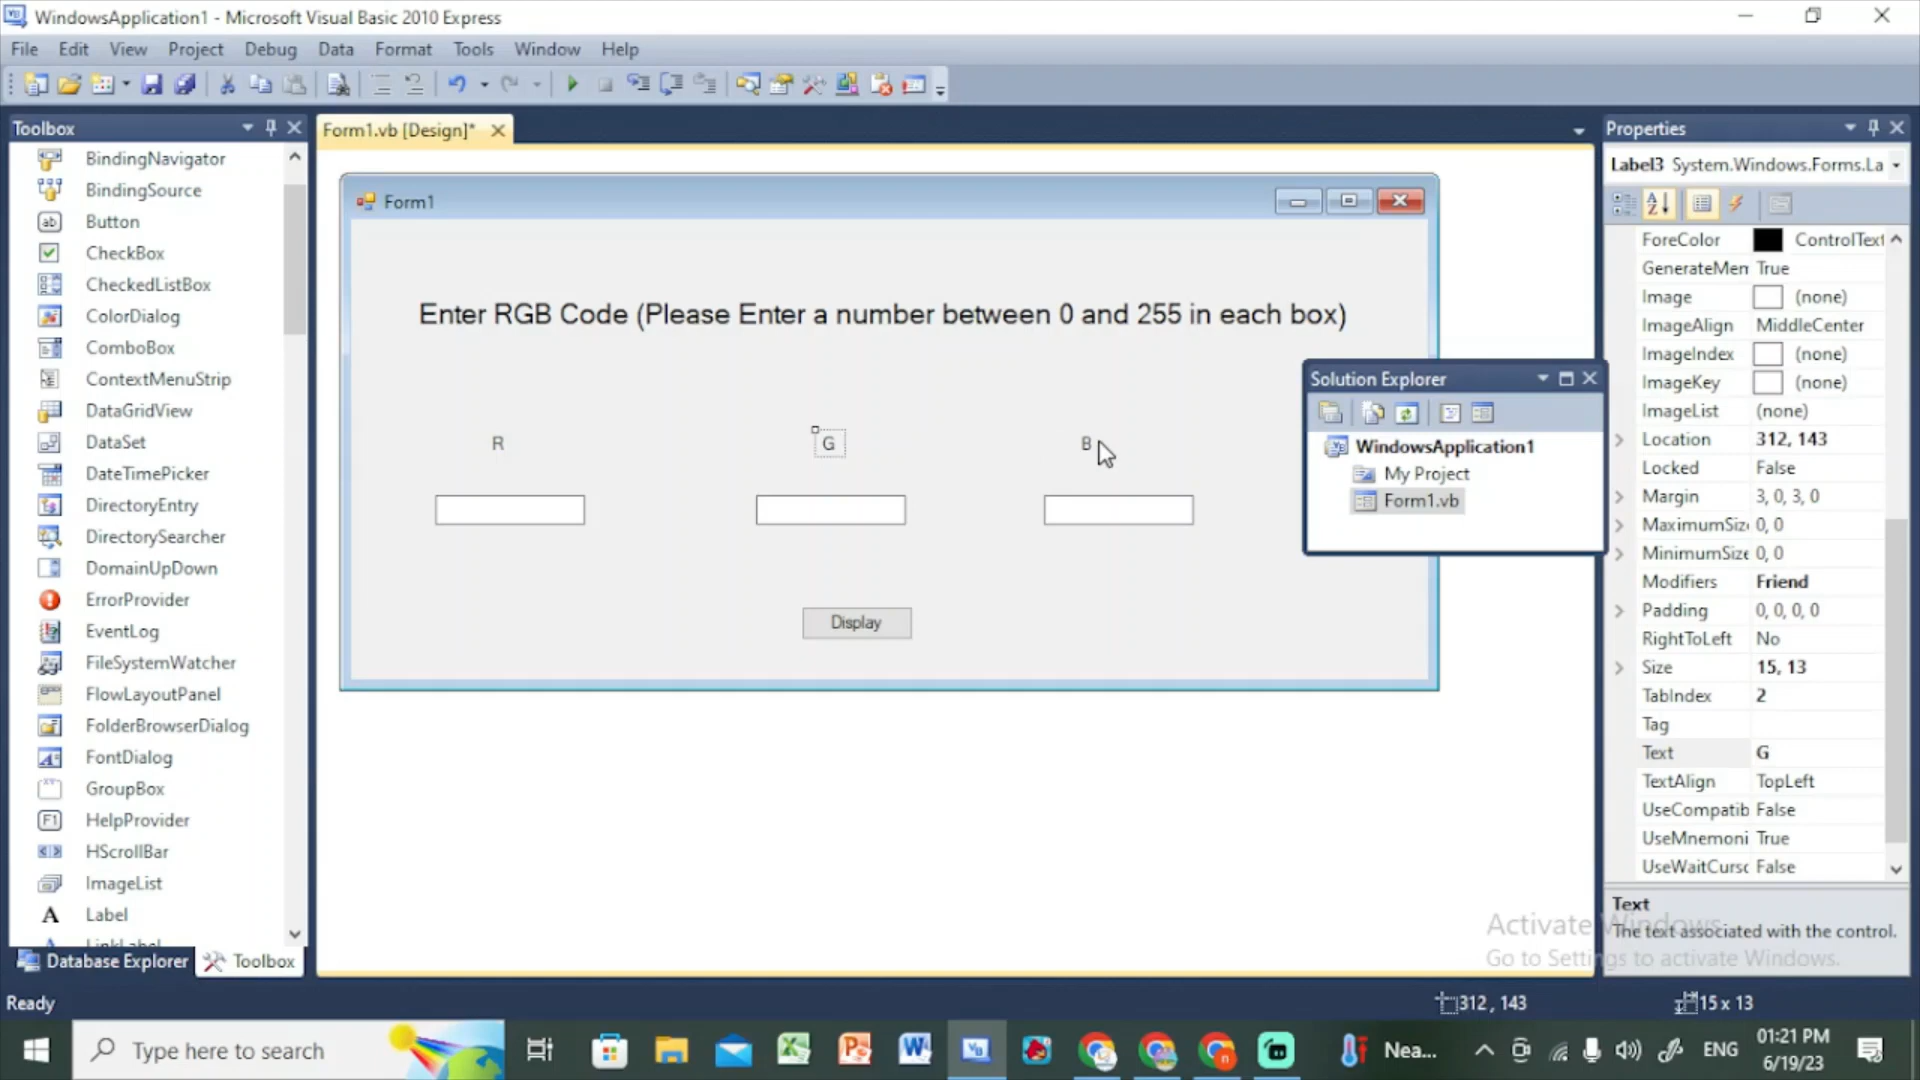 WindowsApplication1 - Microsoft Visual Basic 2010 Express
File Edit View Project Debug Data Format Tools Window Help
Toolbox
BindingNavigator
BindingSource
Button
CheckBox
CheckedListBox
ColorDialog
ComboBox
ContextMenuStrip
DataGridView
DataSet
DateTimePicker
DirectoryEntry
DirectorySearcher
DomainUpDown
ErrorProvider
EventLog
FileSystemWatcher
FlowLayoutPanel
FolderBrowserDialog
FontDialog
GroupBox
HelpProvider
HScrollBar
ImageList
Label
LinkLabel
Database Explorer Toolbox
Form1.vb [Design]*
Form1
Enter RGB Code (Please Enter a number between 0 and 255 in each box)
R G B
Display
Solution Explorer
WindowsApplication1
My Project
Form1.vb
Properties
Label3 System.Windows.Forms.La
ForeColor ControlText
GenerateMen True
Image (none)
ImageAlign MiddleCenter
ImageIndex (none)
ImageKey (none)
ImageList (none)
Location 312, 143
Locked False
Margin 3, 0, 3, 0
MaximumSiz 0, 0
MinimumSize 0, 0
Modifiers Friend
Padding 0, 0, 0, 0
RightToLeft No
Size 15, 13
TabIndex 2
Tag
Text G
TextAlign TopLeft
UseCompatib False
UseMnemoni True
UseWaitCurso False
Text
The text associated with the control.
Activate Windows
Go to Settings to activate Windows.
Ready 312 , 143 15 x 13
Type here to search
Nea... ENG 01:21 PM
6/19/23